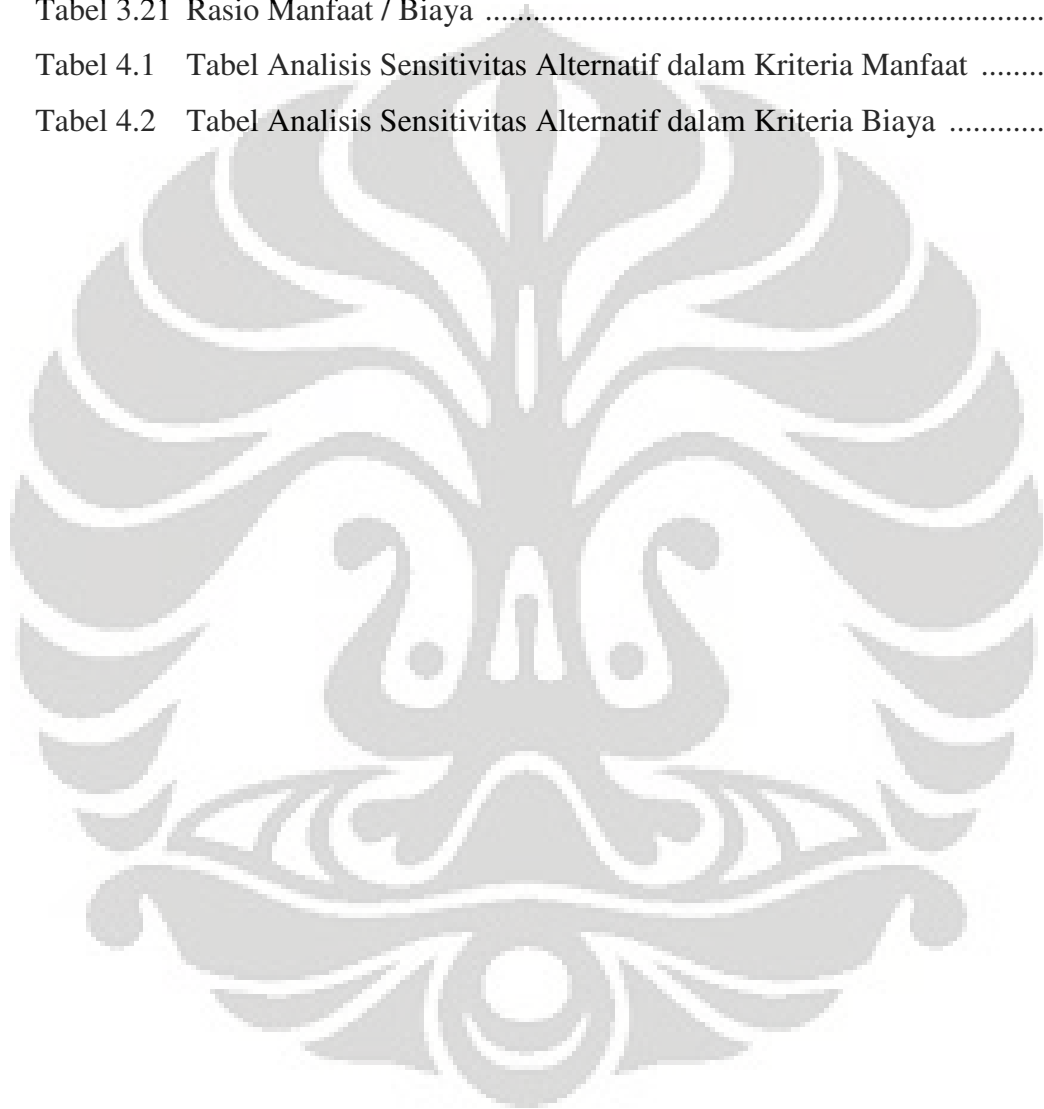 Tabel 3.21 Rasio Manfaat / Biaya ......................................................................
Tabel 4.1 Tabel Analisis Sensitivitas Alternatif dalam Kriteria Manfaat ........
Tabel 4.2 Tabel Analisis Sensitivitas Alternatif dalam Kriteria Biaya ............